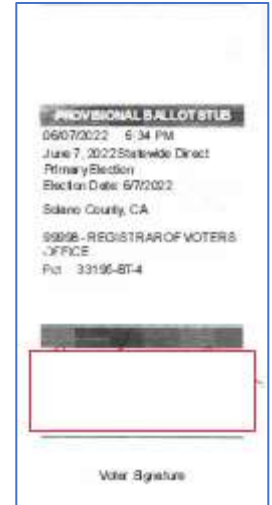 PROVISIONAL BALLOT STUB
06/07/2022 6:34 PM
June 7, 2022 Statewide Direct
Primary Election
Election Date: 6/7/2022
Solano County, CA
99998 - REGISTRAR OF VOTERS
OFFICE
Pct 33195-BT-4
Voter Signature